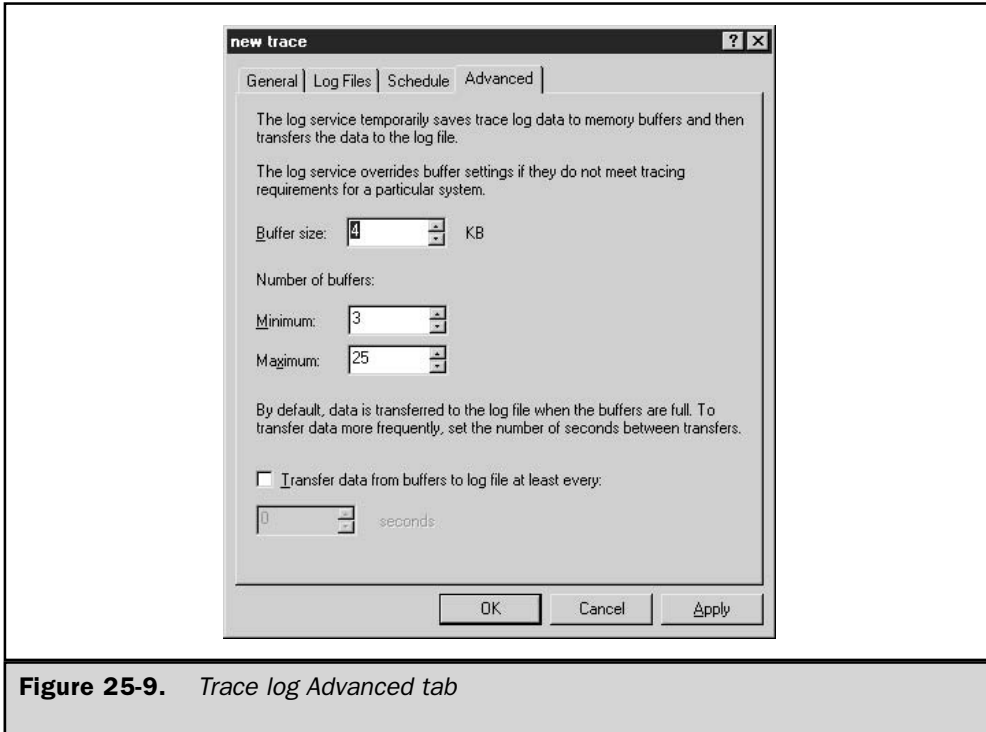 new trace
General
Log Files
Schedule
Advanced
The log service temporarily saves trace log data to memory buffers and then
transfers the data to the log file.
The log service overrides buffer settings if they do not meet tracing
requirements for a particular system.
Buffer size: 4 KB
Number of buffers:
Minimum: 3
Maximum: 25
By default, data is transferred to the log file when the buffers are full. To
transfer data more frequently, set the number of seconds between transfers.
Transfer data from buffers to log file at least every:
0 seconds
OK Cancel Apply
Figure 25-9. Trace log Advanced tab